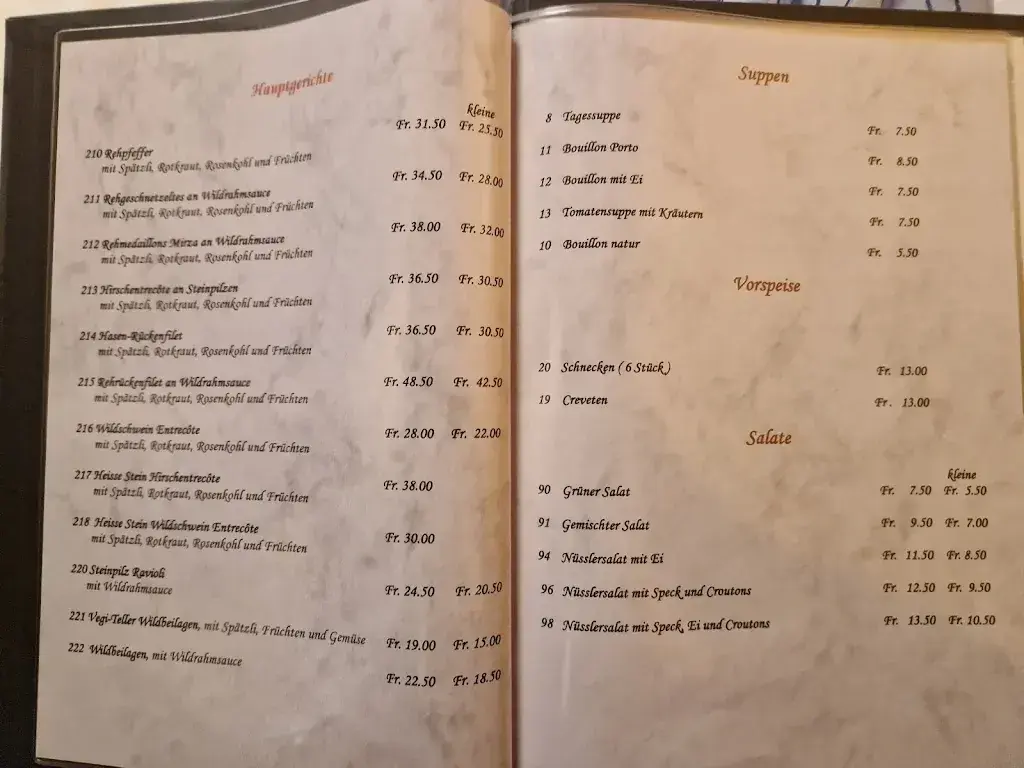 Hauptgerichte
kleine
Fr. 31.50 Fr. 25.50
210 Rehpfeffer
mit Spätzli, Rotkraut, Rosenkohl und Früchten
Fr. 34.50 Fr. 28.00
211 Rehgeschnetzeltes an Wildrahmsauce
mit Spätzli, Rotkraut, Rosenkohl und Früchten
Fr. 38.00 Fr. 32.00
212 Rehmedaillons Mirza an Wildrahmsauce
mit Spätzli, Rotkraut, Rosenkohl und Früchten
Fr. 36.50 Fr. 30.50
213 Hirschentrecôte an Steinpilzen
mit Spätzli, Rotkraut, Rosenkohl und Früchten
Fr. 36.50 Fr. 30.50
214 Hasen-Rückenfilet
mit Spätzli, Rotkraut, Rosenkohl und Früchten
Fr. 48.50 Fr. 42.50
215 Rehrückenfilet an Wildrahmsauce
mit Spätzli, Rotkraut, Rosenkohl und Früchten
Fr. 28.00 Fr. 22.00
216 Wildschwein Entrecôte
mit Spätzli, Rotkraut, Rosenkohl und Früchten
Fr. 38.00
217 Heisse Stein Hirschentrecôte
mit Spätzli, Rotkraut, Rosenkohl und Früchten
Fr. 30.00
218 Heisse Stein Wildschwein Entrecôte
mit Spätzli, Rotkraut, Rosenkohl und Früchten
220 Steinpilz Ravioli
mit Wildrahmsauce
Fr. 24.50 Fr. 20.50
221 Vegi-Teller Wildbeilagen, mit Spätzli, Früchten und Gemüse
Fr. 19.00 Fr. 15.00
222 Wildbeilagen, mit Wildrahmsauce
Fr. 22.50 Fr. 18.50
Suppen
8 Tagessuppe
Fr. 7.50
11 Bouillon Porto
Fr. 8.50
12 Bouillon mit Ei
Fr. 7.50
13 Tomatensuppe mit Kräutern
Fr. 7.50
10 Bouillon natur
Fr. 5.50
Vorspeise
20 Schnecken ( 6 Stück )
Fr. 13.00
19 Creveten
Fr. 13.00
Salate
kleine
90 Grüner Salat Fr. 7.50 Fr. 5.50
91 Gemischter Salat Fr. 9.50 Fr. 7.00
94 Nüsslersalat mit Ei Fr. 11.50 Fr. 8.50
96 Nüsslersalat mit Speck und Croutons Fr. 12.50 Fr. 9.50
98 Nüsslersalat mit Speck, Ei und Croutons Fr. 13.50 Fr. 10.50